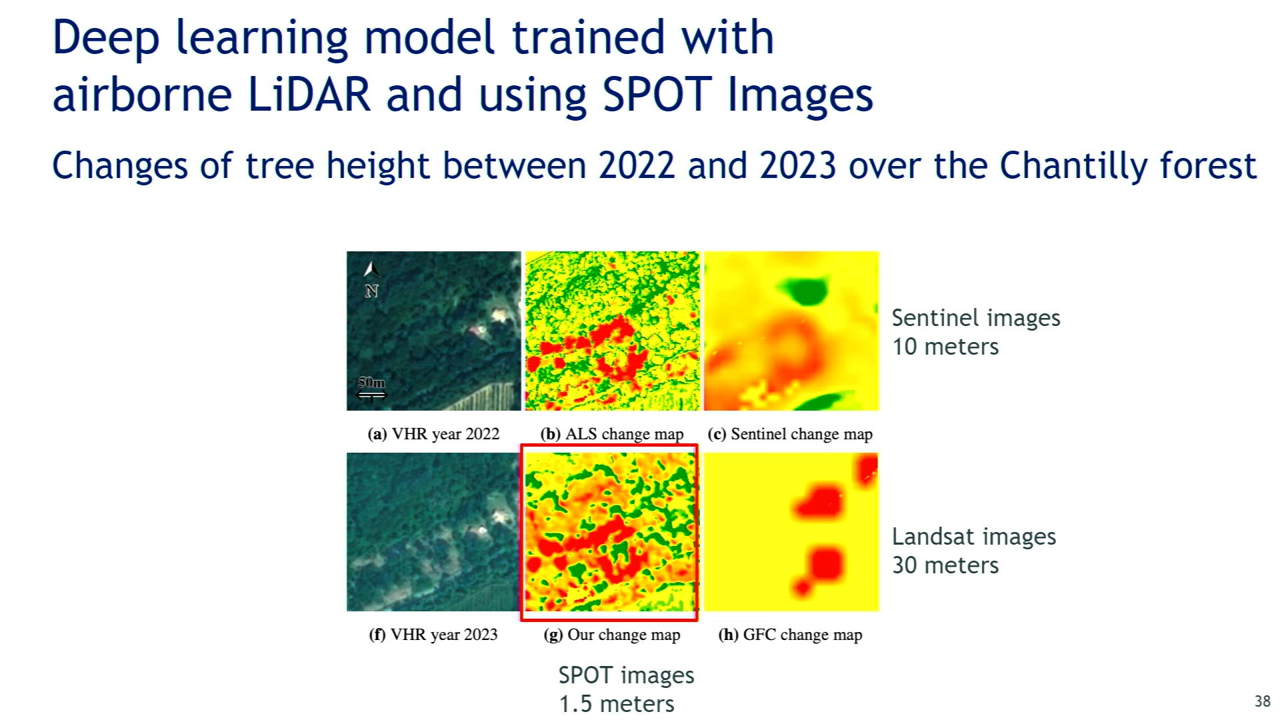 Deep learning model trained with
airborne LiDAR and using SPOT Images
Changes of tree height between 2022 and 2023 over the Chantilly forest
N
50m
Sentinel images
10 meters
(a) VHR year 2022
(b) ALS change map
(c) Sentinel change map
Landsat images
30 meters
(f) VHR year 2023
(g) Our change map
(h) GFC change map
SPOT images
1.5 meters
38